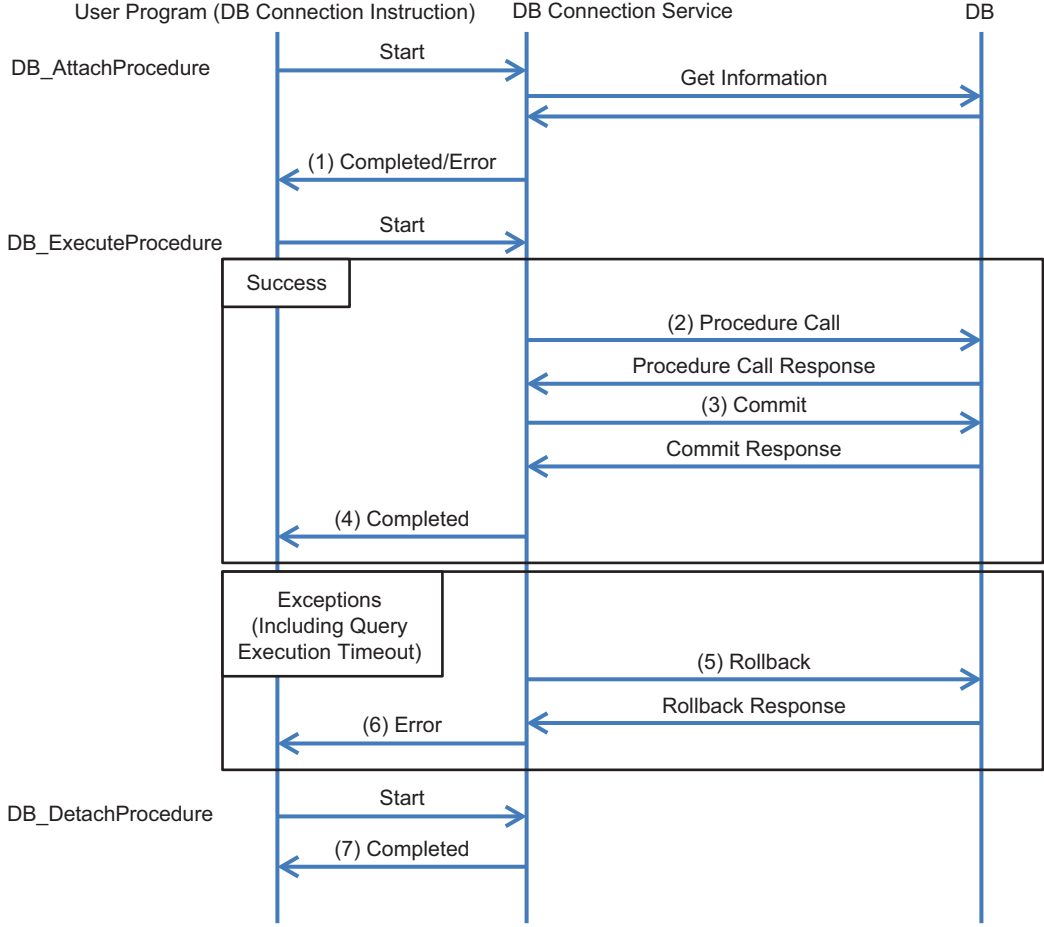 User Program (DB Connection Instruction)
DB Connection Service
DB
DB_AttachProcedure
Start
Get Information
(1) Completed/Error
DB_ExecuteProcedure
Start
Success
(2) Procedure Call
Procedure Call Response
(3) Commit
Commit Response
(4) Completed
Exceptions
(Including Query
Execution Timeout)
(5) Rollback
Rollback Response
(6) Error
DB_DetachProcedure
Start
(7) Completed